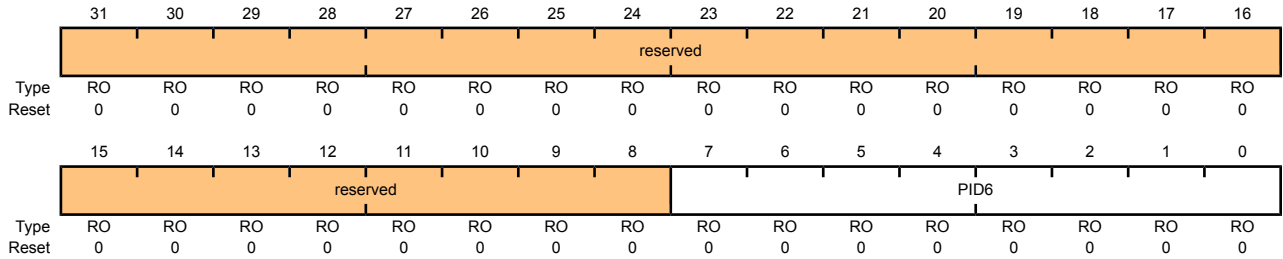 31 30 29 28 27 26 25 24 23 22 21 20 19 18 17 16
reserved
Type RO RO RO RO RO RO RO RO RO RO RO RO RO RO RO RO
Reset 0 0 0 0 0 0 0 0 0 0 0 0 0 0 0 0
15 14 13 12 11 10 9 8 7 6 5 4 3 2 1 0
reserved PID6
Type RO RO RO RO RO RO RO RO RO RO RO RO RO RO RO RO
Reset 0 0 0 0 0 0 0 0 0 0 0 0 0 0 0 0